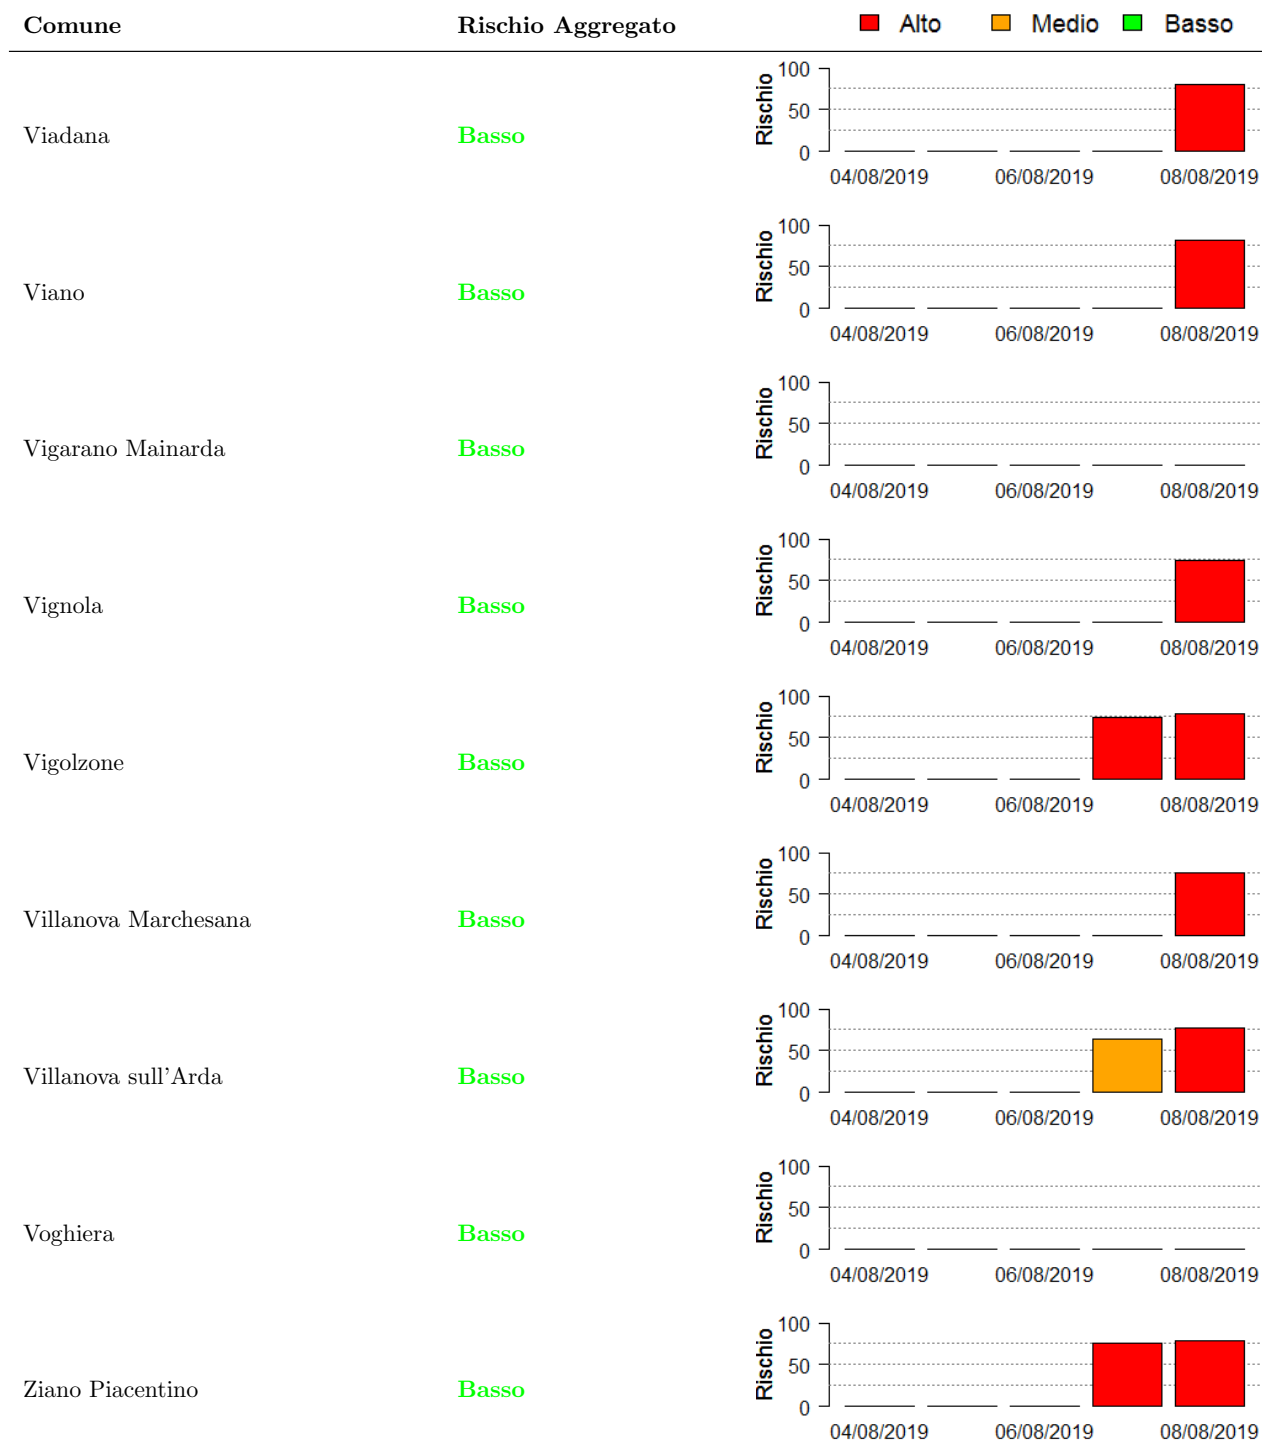 Comune Rischio Aggregato Alto Medio Basso
Viadana Basso
Rischio
100
50
0
04/08/2019 06/08/2019 08/08/2019
Viano Basso
Rischio
100
50
0
04/08/2019 06/08/2019 08/08/2019
Vigarano Mainarda Basso
Rischio
100
50
0
04/08/2019 06/08/2019 08/08/2019
Vignola Basso
Rischio
100
50
0
04/08/2019 06/08/2019 08/08/2019
Vigolzone Basso
Rischio
100
50
0
04/08/2019 06/08/2019 08/08/2019
Villanova Marchesana Basso
Rischio
100
50
0
04/08/2019 06/08/2019 08/08/2019
Villanova sull'Arda Basso
Rischio
100
50
0
04/08/2019 06/08/2019 08/08/2019
Voghiera Basso
Rischio
100
50
0
04/08/2019 06/08/2019 08/08/2019
Ziano Piacentino Basso
Rischio
100
50
0
04/08/2019 06/08/2019 08/08/2019